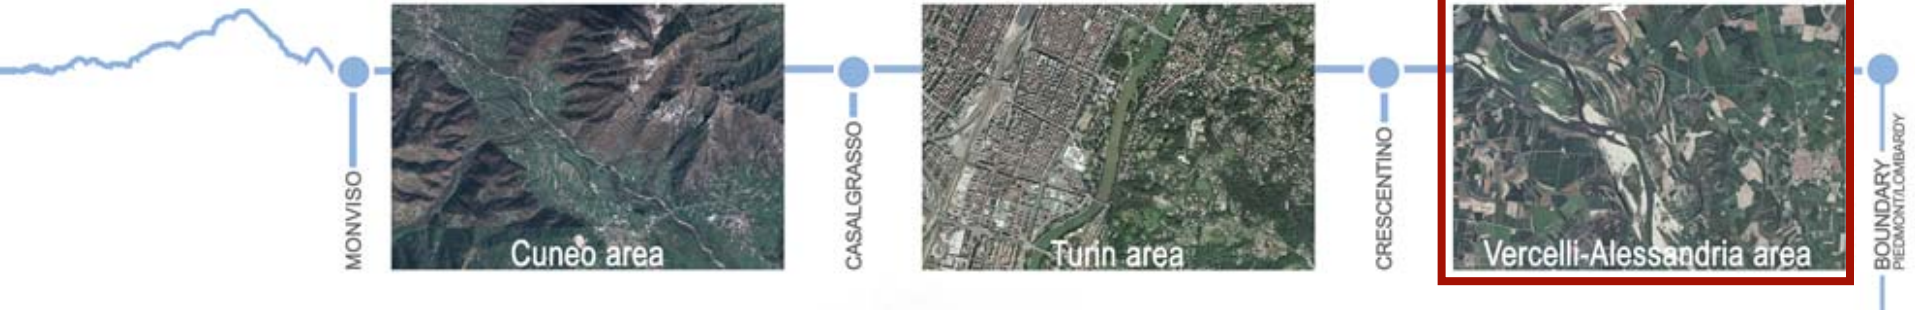 MONVISO
Cuneo area
CASALGRASSO
Turin area
CRESCENTINO
Vercelli-Alessandria area
BOUNDARY
PIEDMONT/LOMBARDY